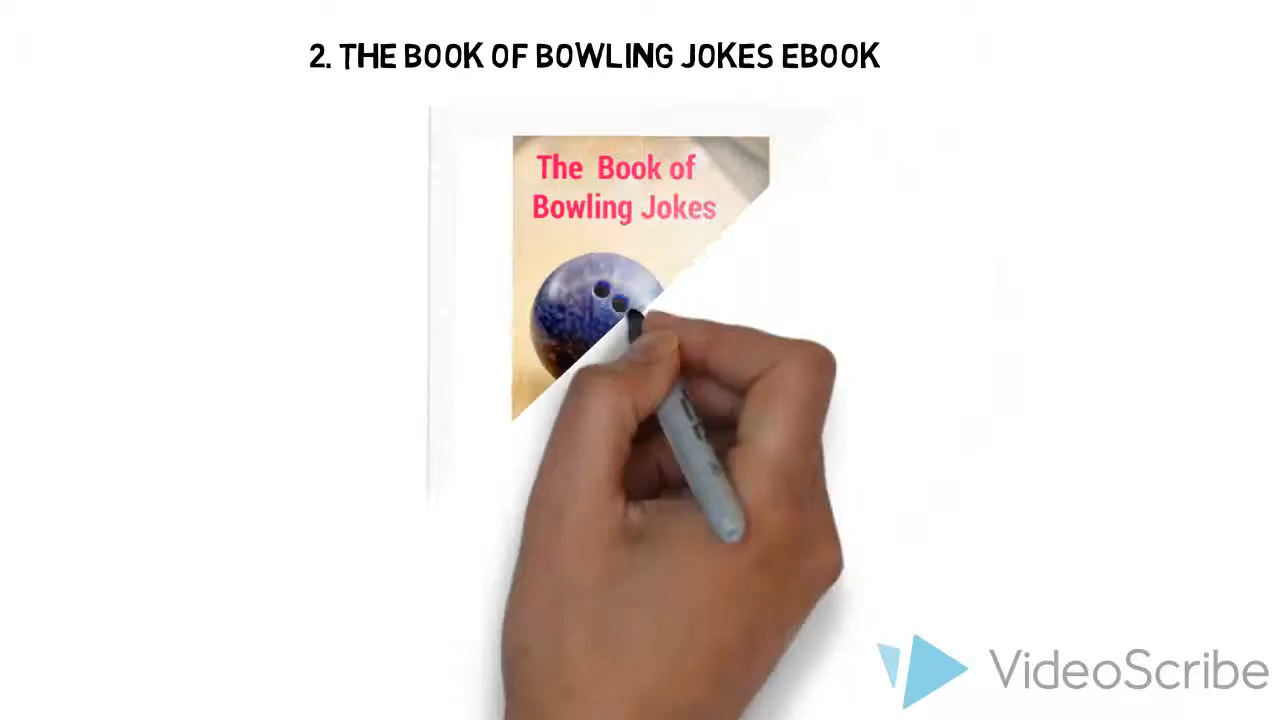 2. THE BOOK OF BOWLING JOKES EBOOK
The Book of
Bowling Jokes
VideoScribe